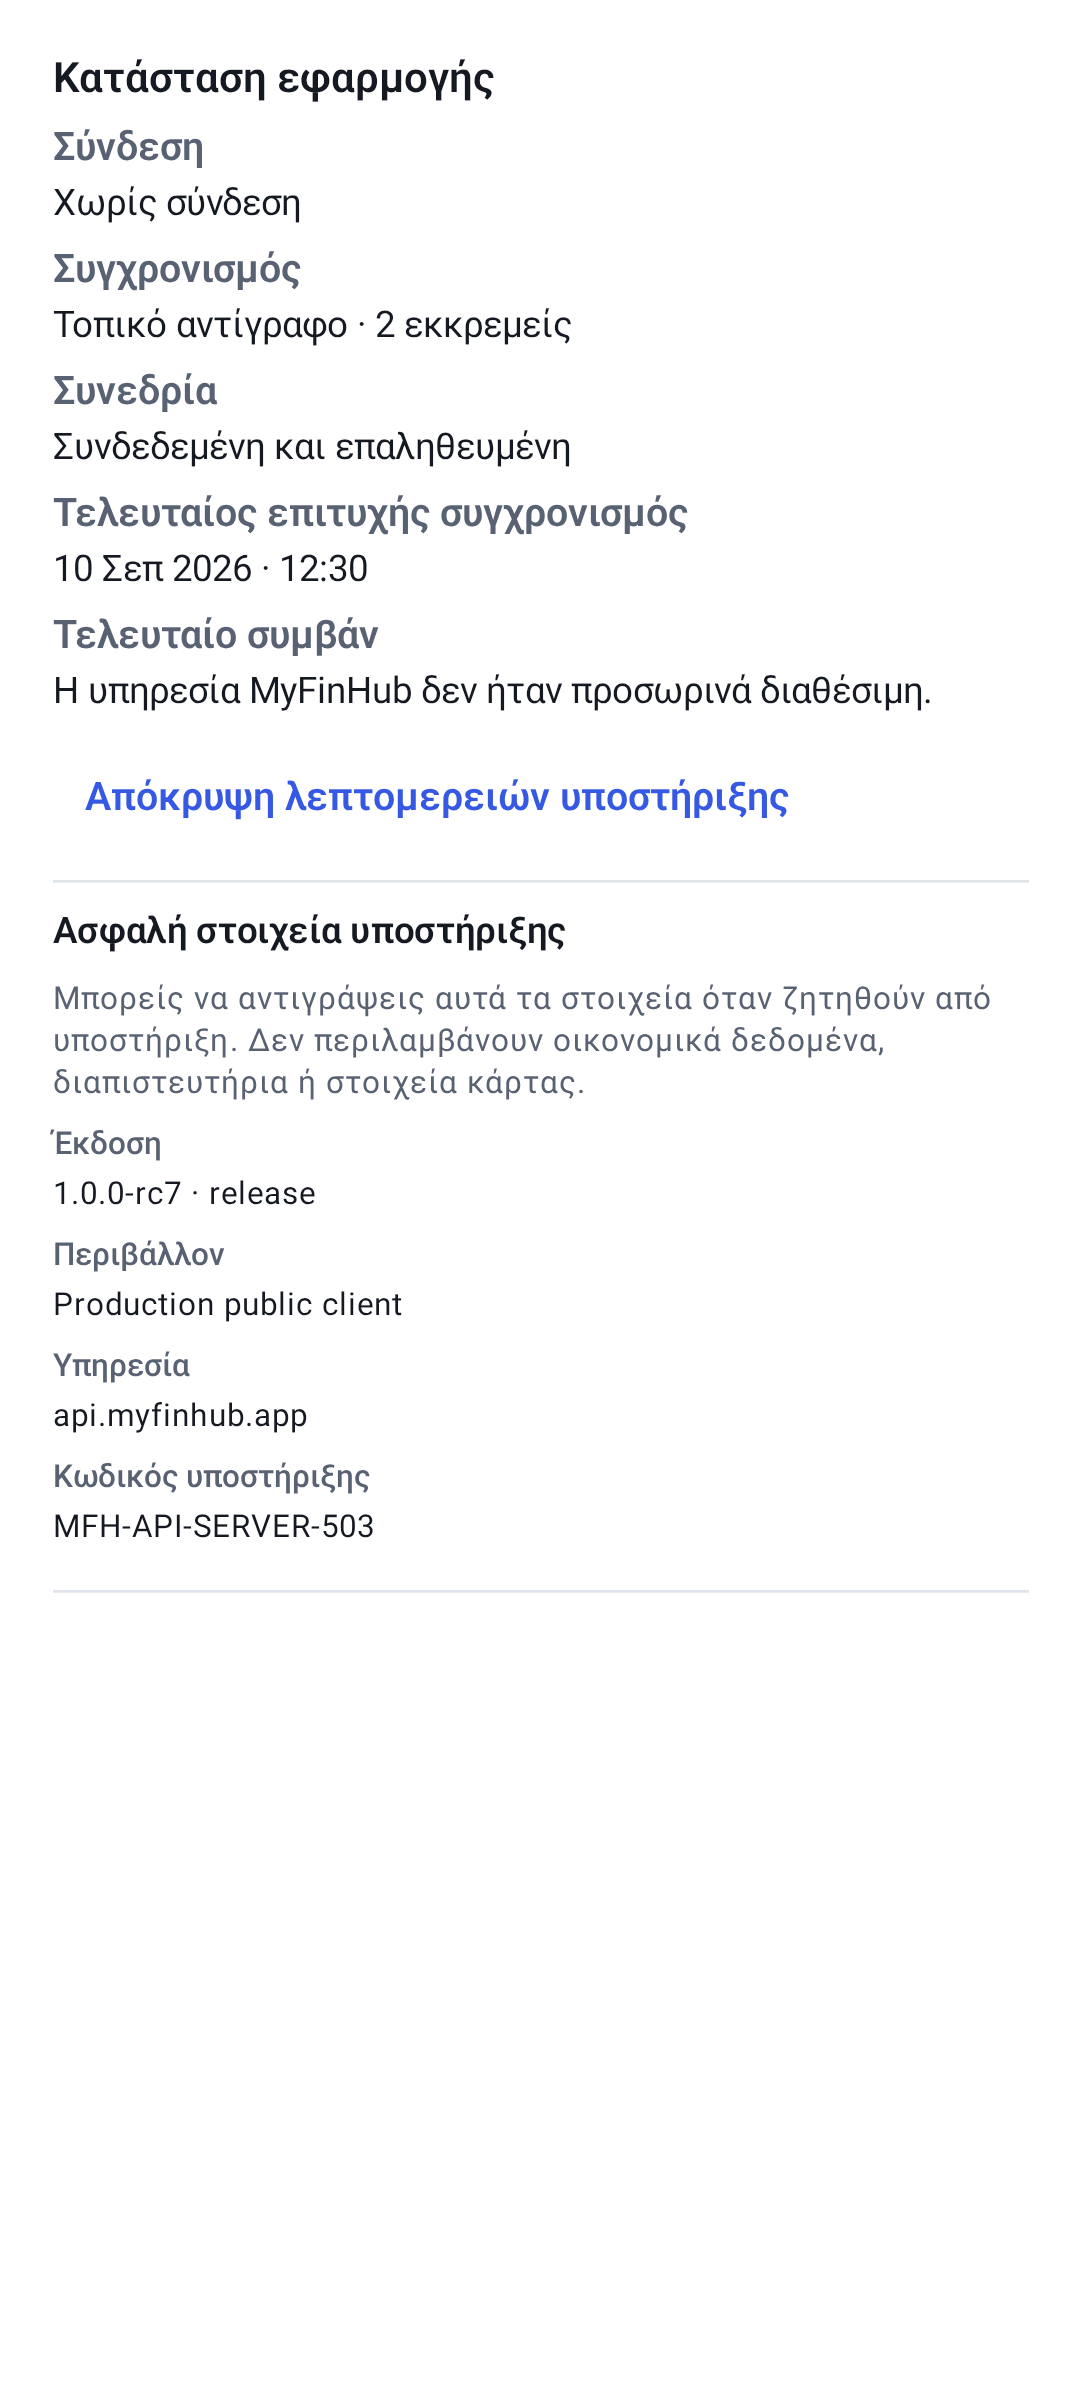 Κατάσταση εφαρμογής
Σύνδεση
Χωρίς σύνδεση
Συγχρονισμός
Τοπικό αντίγραφο · 2 εκκρεμείς
Συνεδρία
Συνδεδεμένη και επαληθευμένη
Τελευταίος επιτυχής συγχρονισμός
10 Σεπ 2026 · 12:30
Τελευταίο συμβάν
Η υπηρεσία MyFinHub δεν ήταν προσωρινά διαθέσιμη.
Απόκρυψη λεπτομερειών υποστήριξης
Ασφαλή στοιχεία υποστήριξης
Μπορείς να αντιγράψεις αυτά τα στοιχεία όταν ζητηθούν από
υποστήριξη. Δεν περιλαμβάνουν οικονομικά δεδομένα,
διαπιστευτήρια ή στοιχεία κάρτας.
Έκδοση
1.0.0-rc7 · release
Περιβάλλον
Production public client
Υπηρεσία
api.myfinhub.app
Κωδικός υποστήριξης
MFH-API-SERVER-503